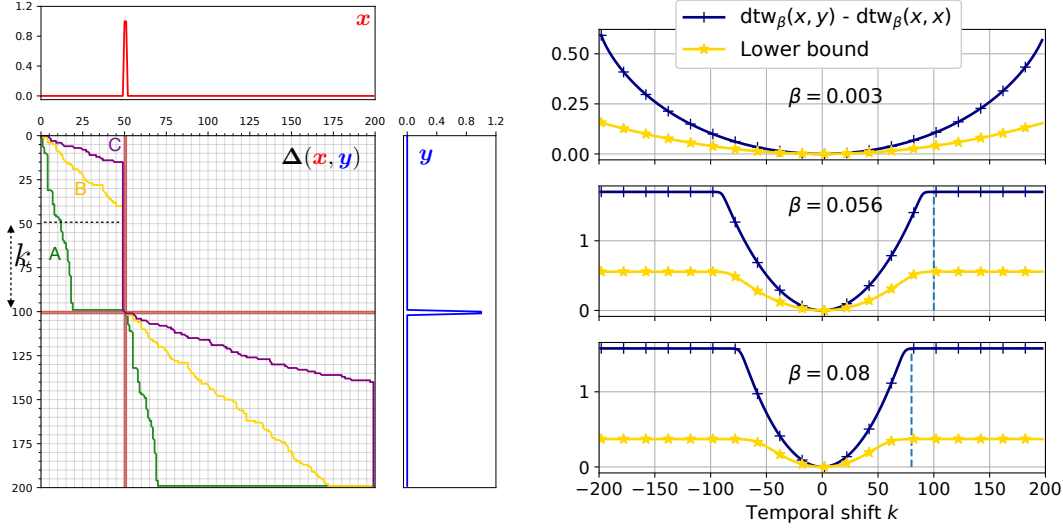 1.2
0.8
0.4
0.0
x
0 25 50 75 100 125 150 175 200
0.0 0.4 0.8 1.2
0
25
50
75
100
125
150
175
200
C
B
A
k
Δ(x, y)
y
dtwβ(x, y) - dtwβ(x, x)
Lower bound
0.50
0.25
0.00
β = 0.003
1
0
β = 0.056
1
0
β = 0.08
−200 −150 −100 −50 0 50 100 150 200
Temporal shift k